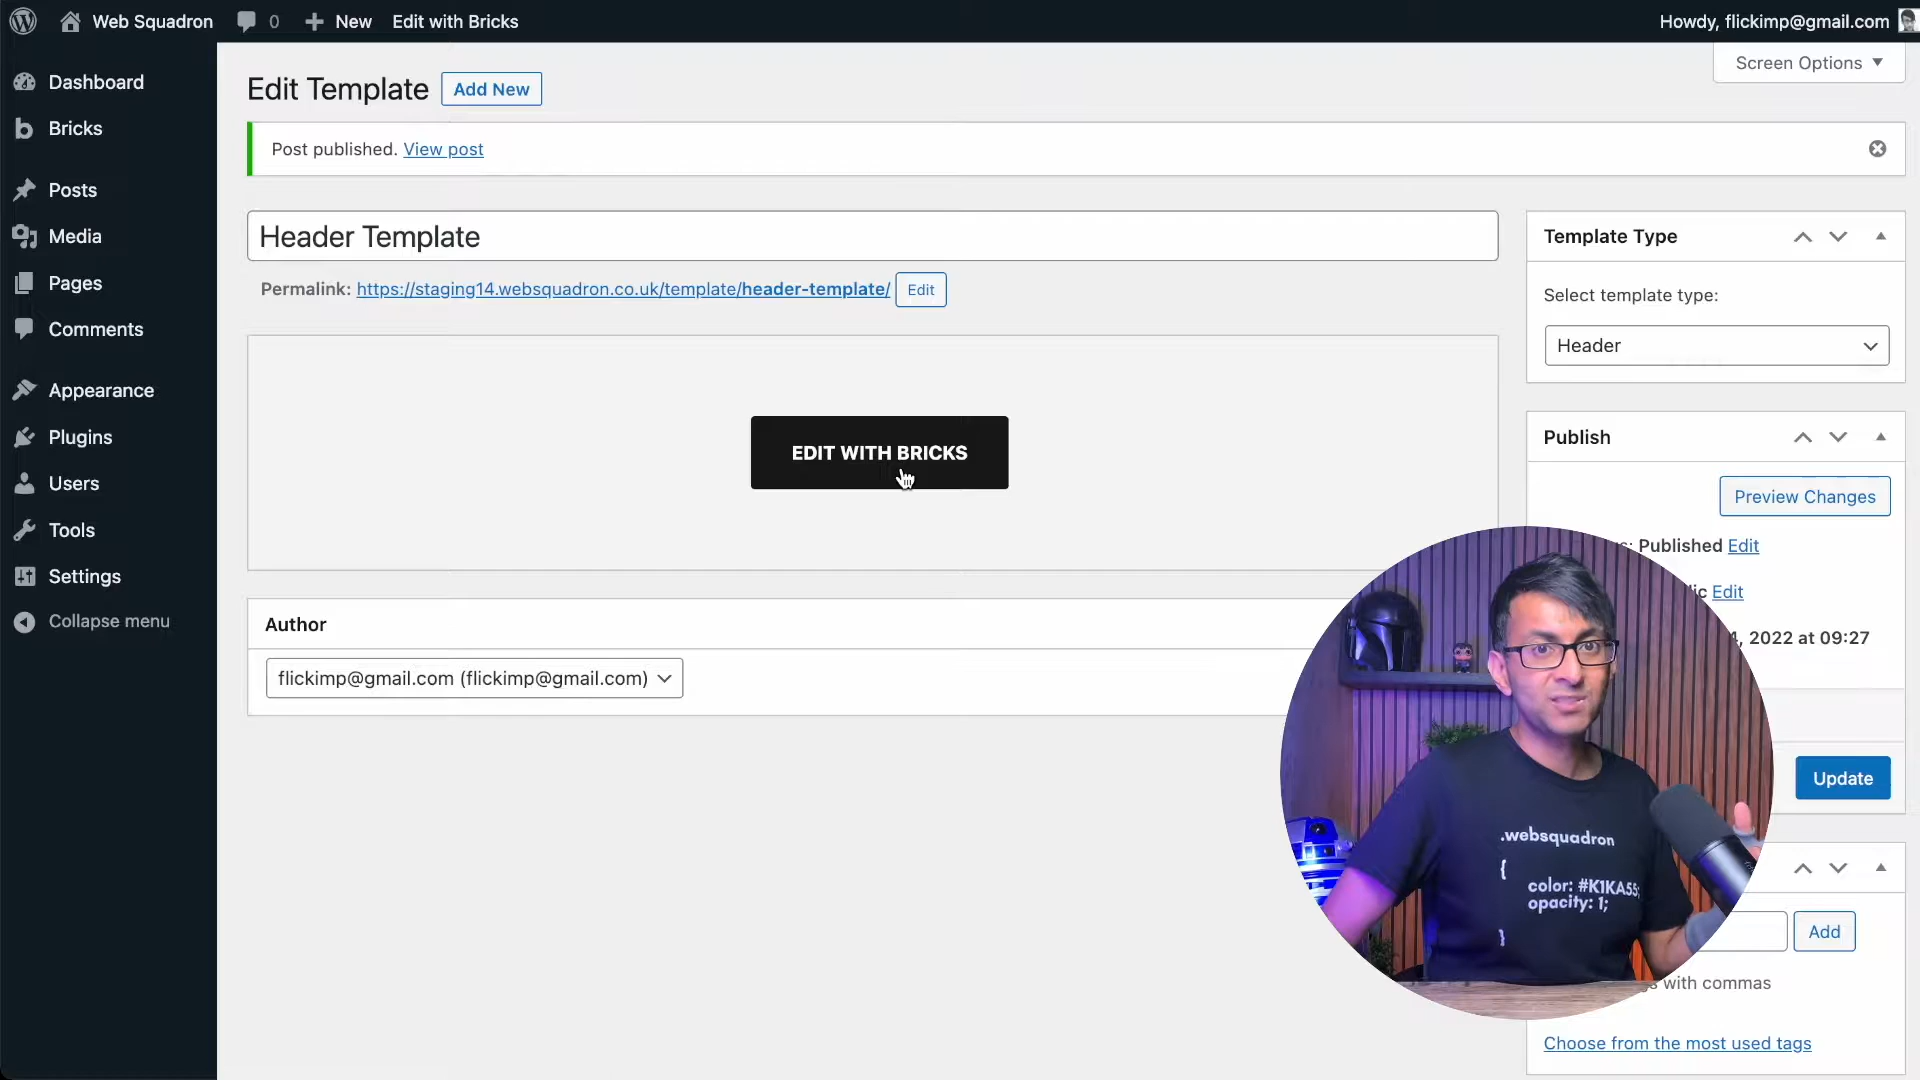 Web Squadron
0
New
Edit with Bricks
Howdy, flickimp@gmail.com
Dashboard
Bricks
Posts
Media
Pages
Comments
Appearance
Plugins
Users
Tools
Settings
Collapse menu
Screen Options
Edit Template
Add New
Post published. View post
Header Template
Permalink: https://staging14.websquadron.co.uk/template/header-template/ Edit
EDIT WITH BRICKS
Author
flickimp@gmail.com (flickimp@gmail.com)
Template Type
Select template type:
Header
Publish
Preview Changes
Published Edit
Edit
2022 at 09:27
Update
Add
with commas
Choose from the most used tags
.websquadron
{
color: #K1KA55;
opacity: 1;
}